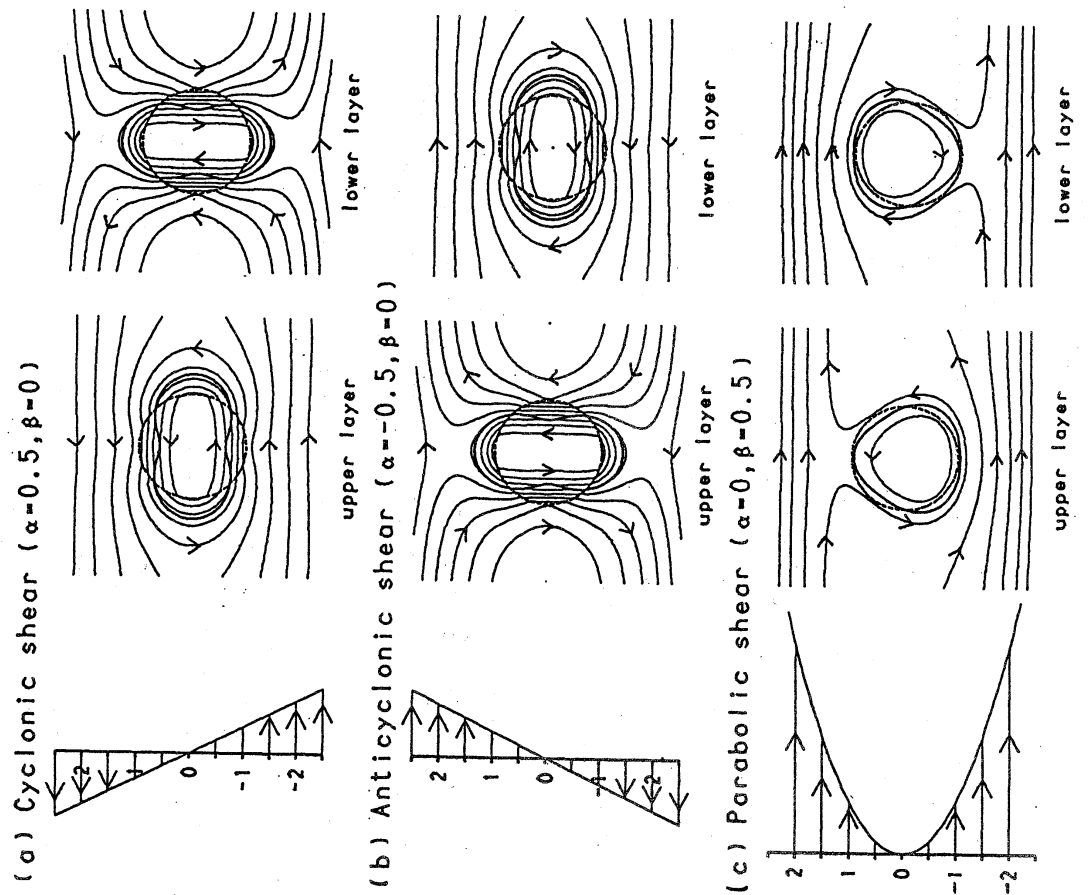 (a) Cyclonic shear (α=0.5,β=0)
2
1
0
-1
-2
upper layer
lower layer
(b) Anticyclonic shear (α=-0.5,β=0)
2
1
0
-1
-2
upper layer
lower layer
(c) Parabolic shear (α=0,β=0.5)
2
1
0
-1
-2
upper layer
lower layer